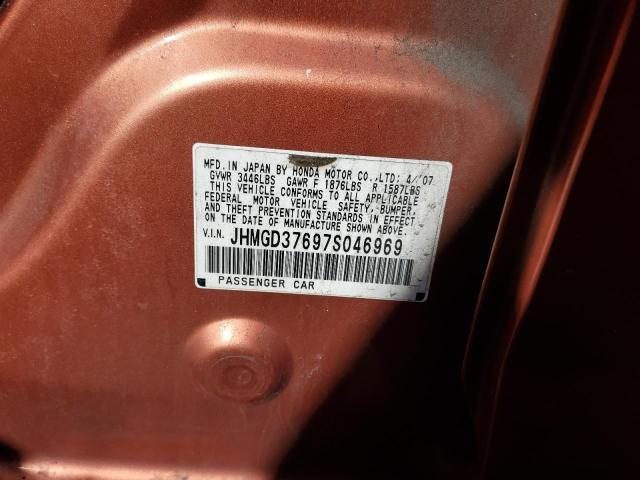 MFD. IN JAPAN BY HONDA MOTOR CO., LTD; 4/'07
GVWR 3446LBS GAWR F 1876LBS R 1587LBS
THIS VEHICLE CONFORMS TO ALL APPLICABLE
FEDERAL MOTOR VEHICLE SAFETY, BUMPER,
AND THEFT PREVENTION STANDARDS IN EFFECT
ON THE DATE OF MANUFACTURE SHOWN ABOVE.
V.I.N. JHMGD37697S046969
PASSENGER CAR